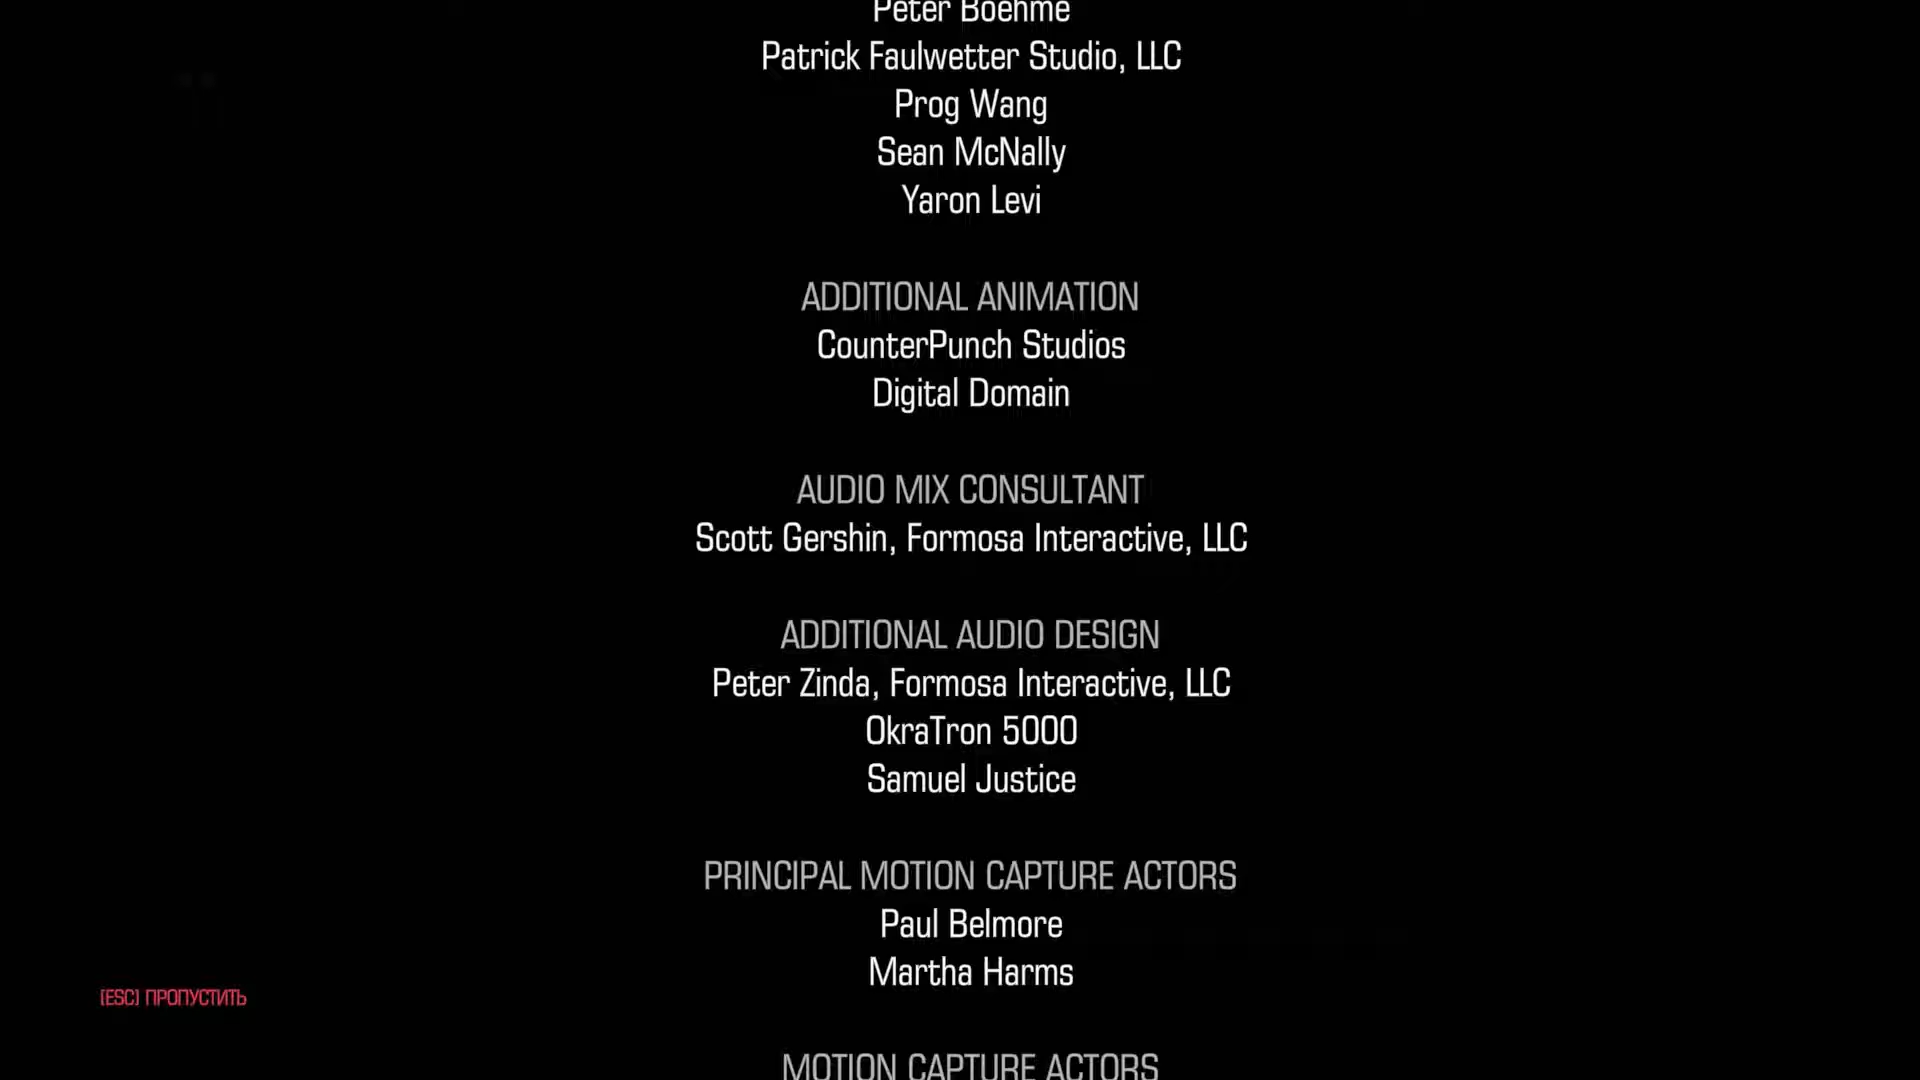 Peter Boehme
Patrick Faulwetter Studio, LLC
Prog Wang
Sean McNally
Yaron Levi
ADDITIONAL ANIMATION
CounterPunch Studios
Digital Domain
AUDIO MIX CONSULTANT
Scott Gershin, Formosa Interactive, LLC
ADDITIONAL AUDIO DESIGN
Peter Zinda, Formosa Interactive, LLC
OkraTron 5000
Samuel Justice
PRINCIPAL MOTION CAPTURE ACTORS
Paul Belmore
Martha Harms
[ESC] ПРОПУСТИТЬ
MOTION CAPTURE ACTORS